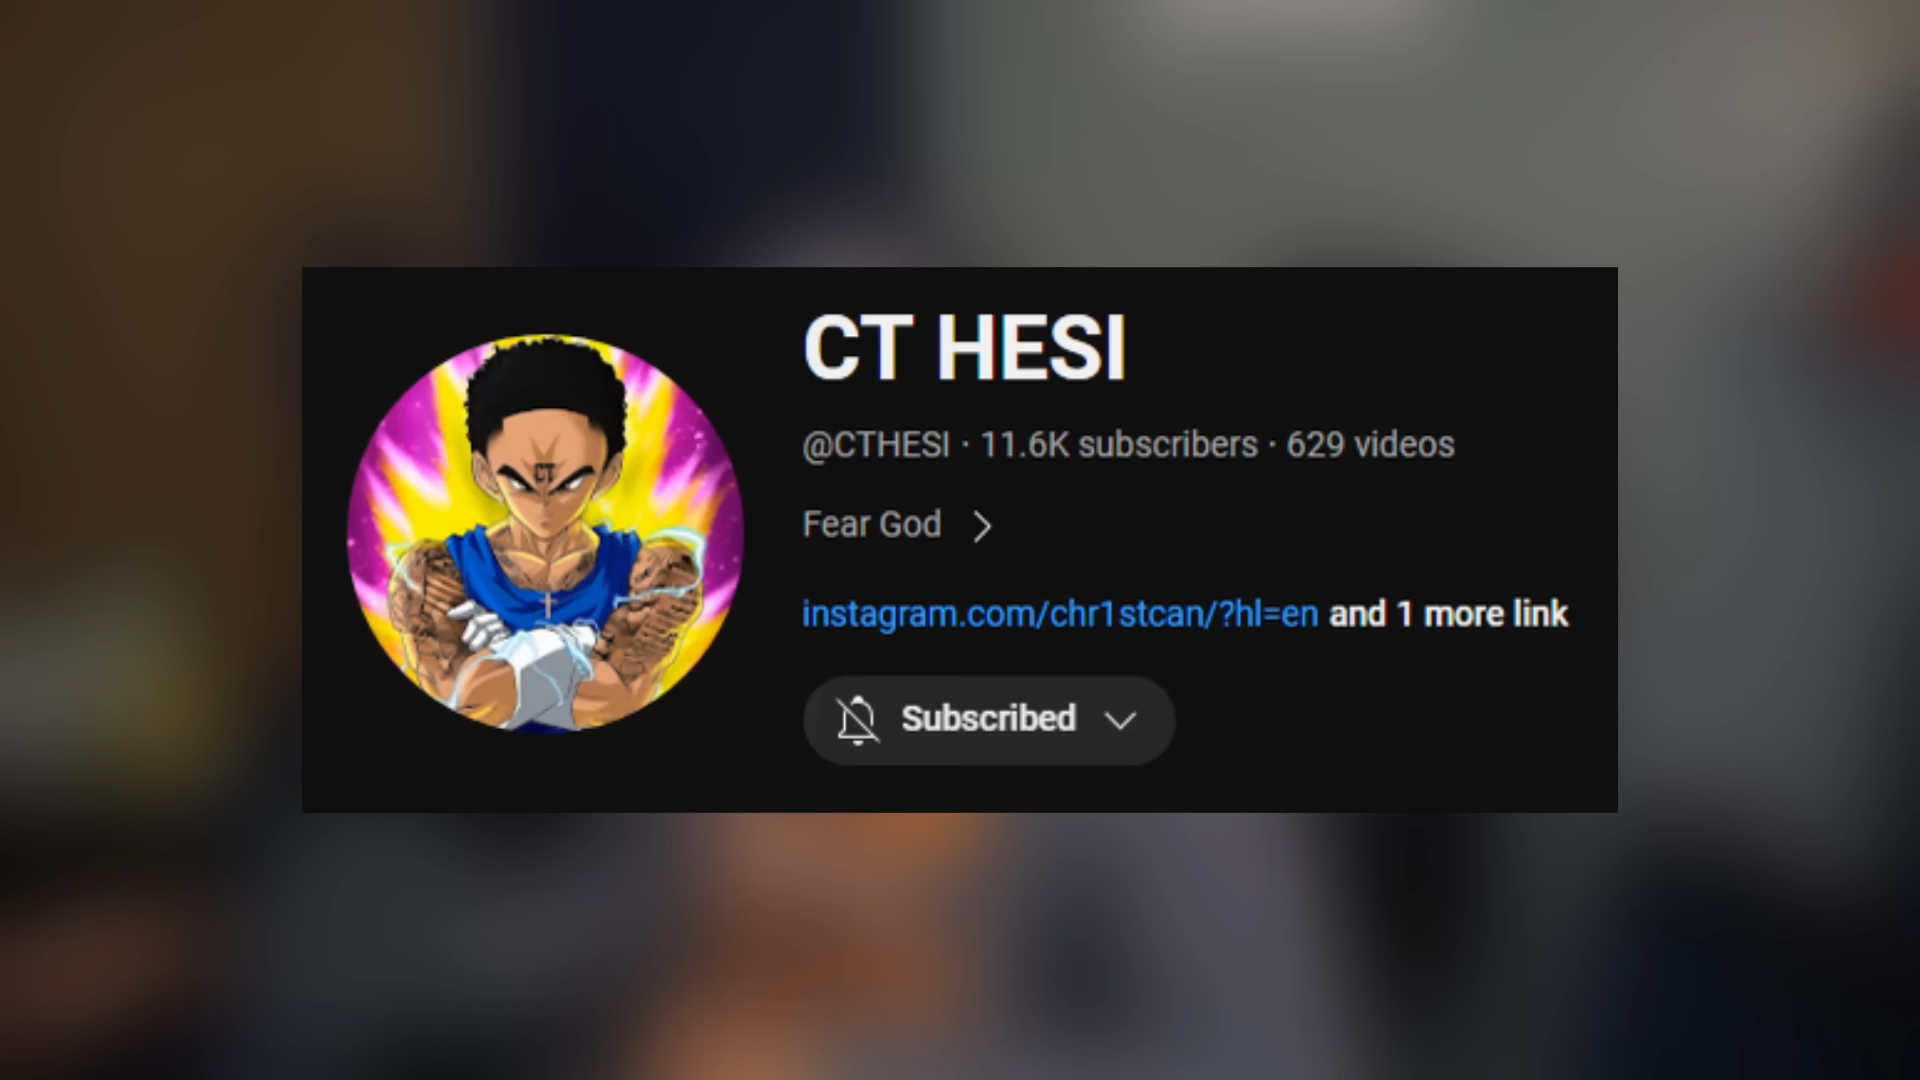 CT HESI
@CTHESI · 11.6K subscribers · 629 videos
Fear God
instagram.com/chr1stcan/?hl=en and 1 more link
Subscribed
CT